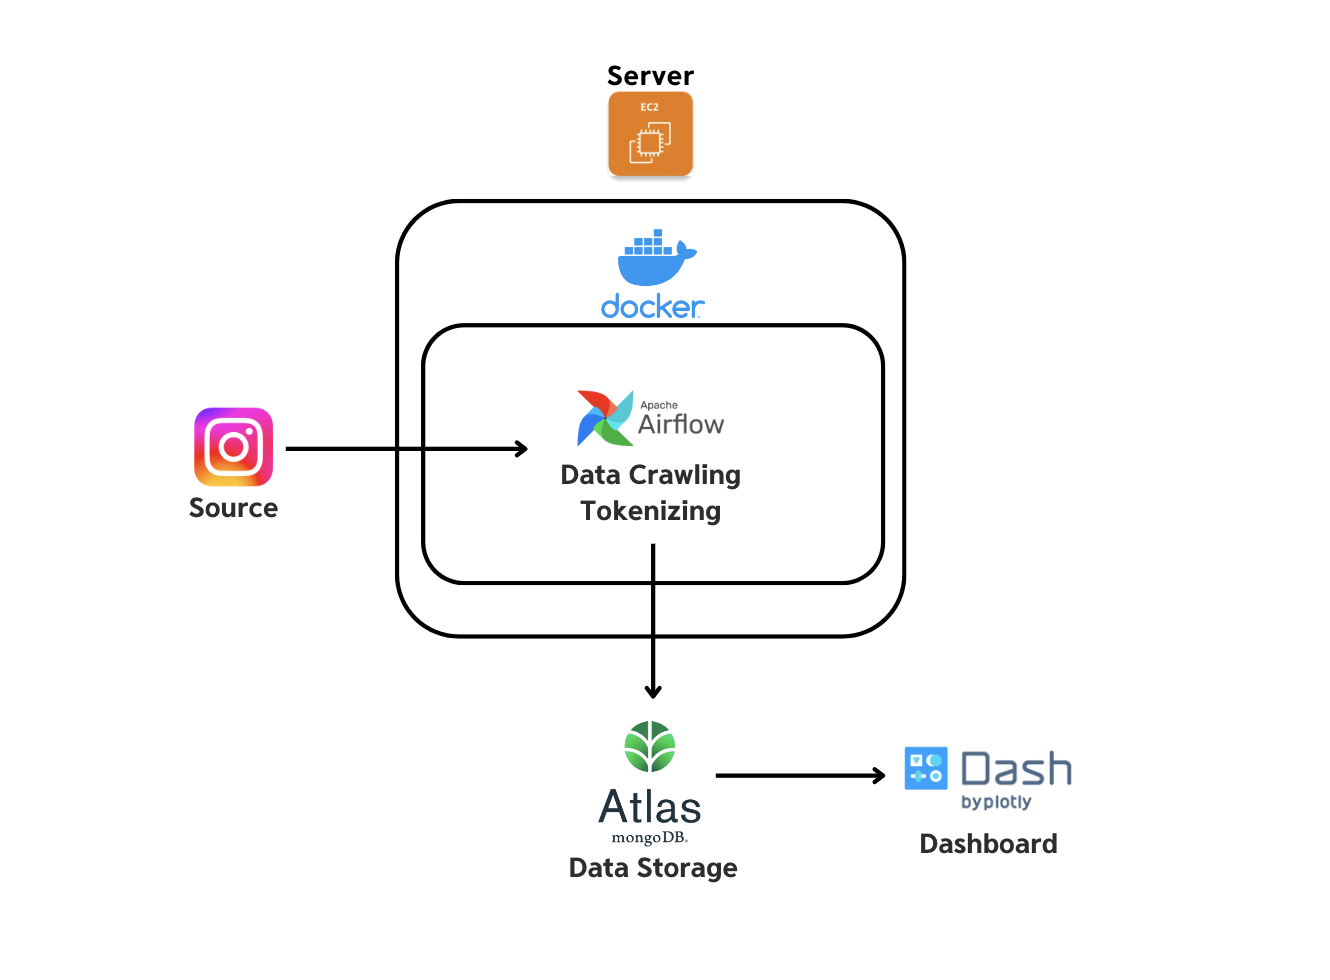 Server
EC2
docker
Apache
Airflow
Data Crawling
Tokenizing
Source
Atlas
mongoDB®
Data Storage
Dash
byplotly
Dashboard